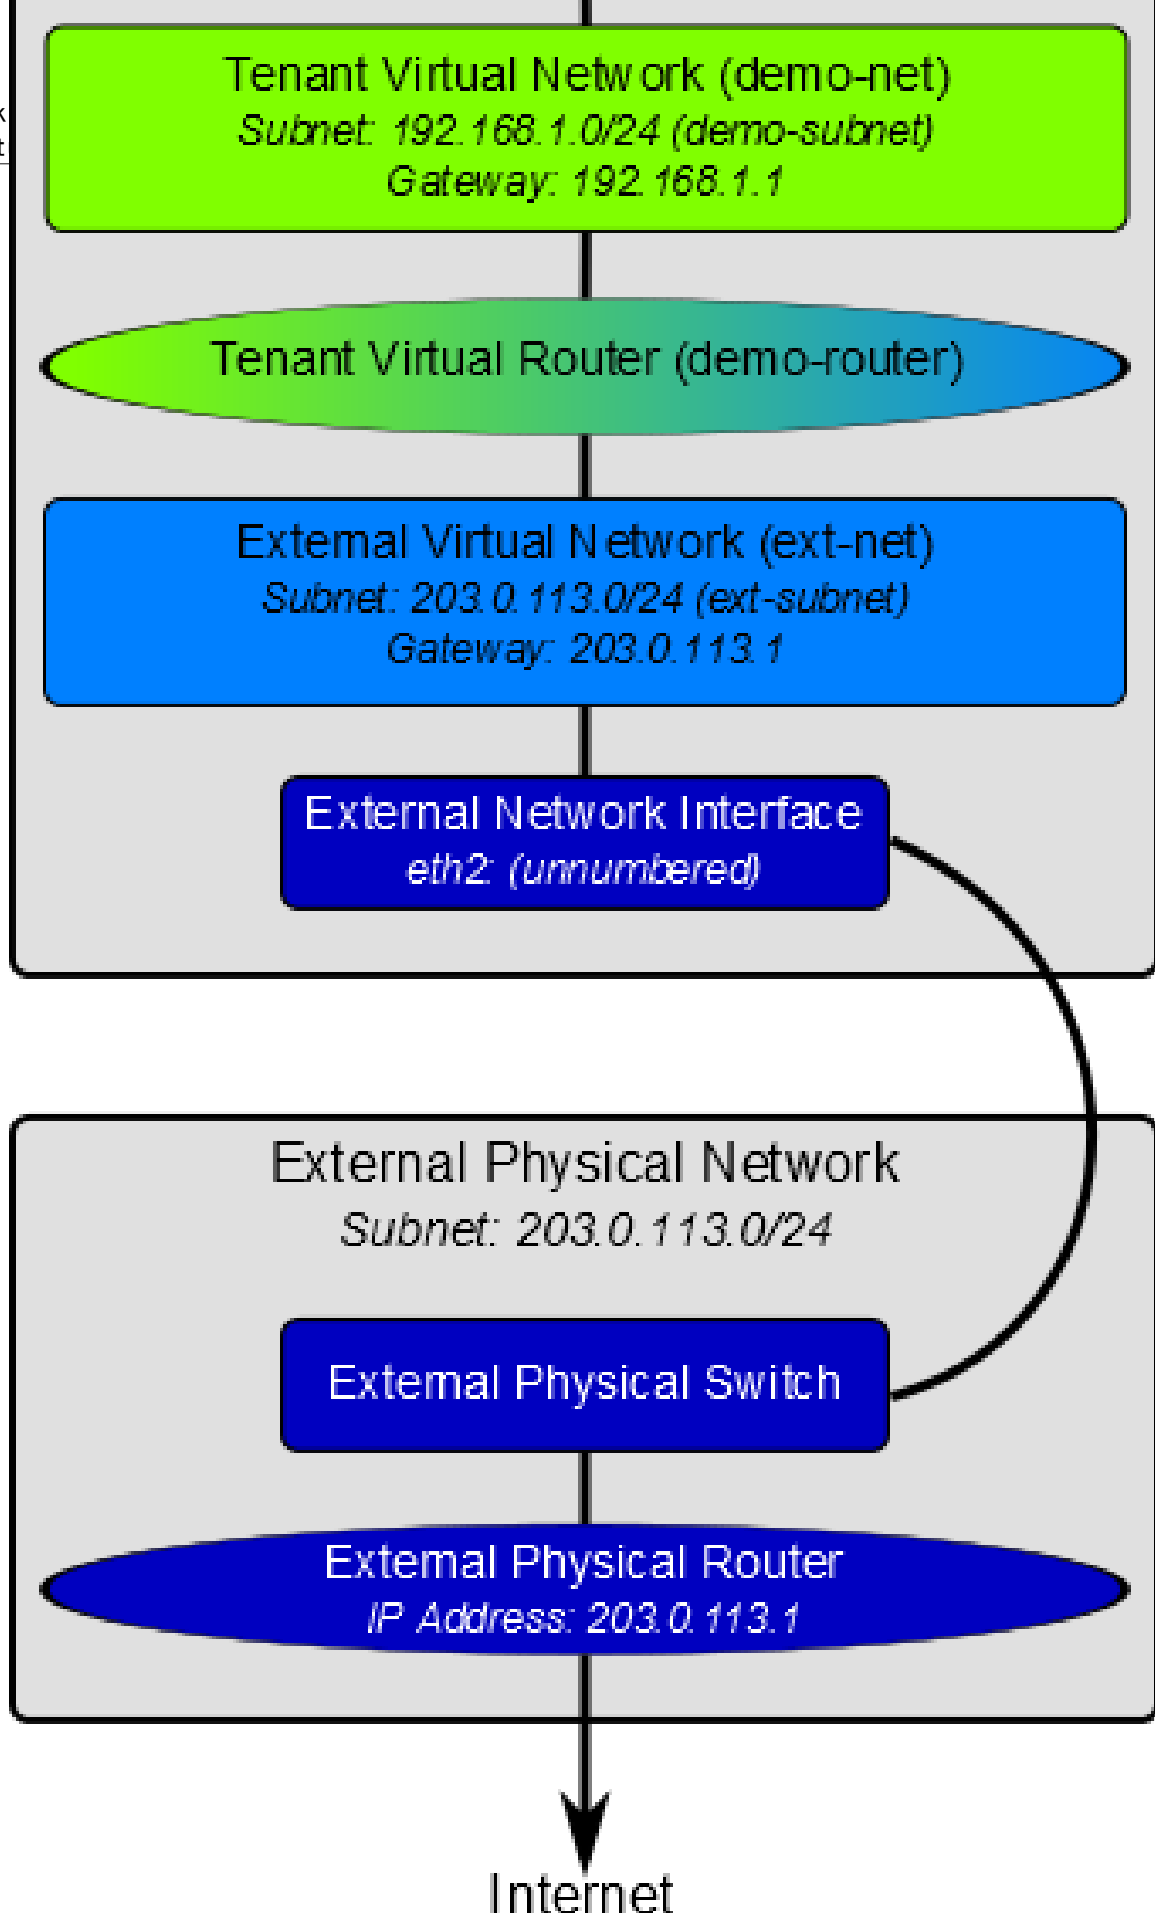 Tenant Virtual Network (demo-net)
Subnet: 192.168.1.0/24 (demo-subnet)
Gateway: 192.168.1.1
Tenant Virtual Router (demo-router)
External Virtual Network (ext-net)
Subnet: 203.0.113.0/24 (ext-subnet)
Gateway: 203.0.113.1
External Network Interface
eth2: (unnumbered)
External Physical Network
Subnet: 203.0.113.0/24
External Physical Switch
External Physical Router
IP Address: 203.0.113.1
Internet